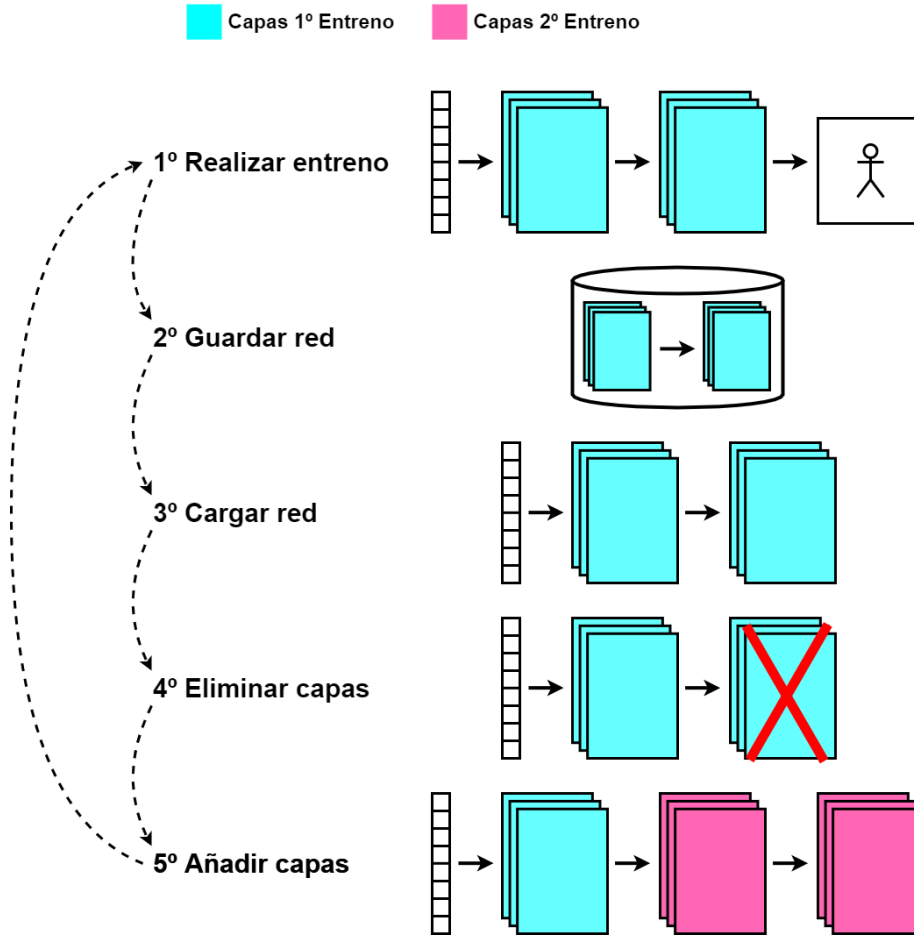 Capas 1º Entreno
Capas 2º Entreno
1º Realizar entreno
2º Guardar red
3º Cargar red
4º Eliminar capas
5º Añadir capas